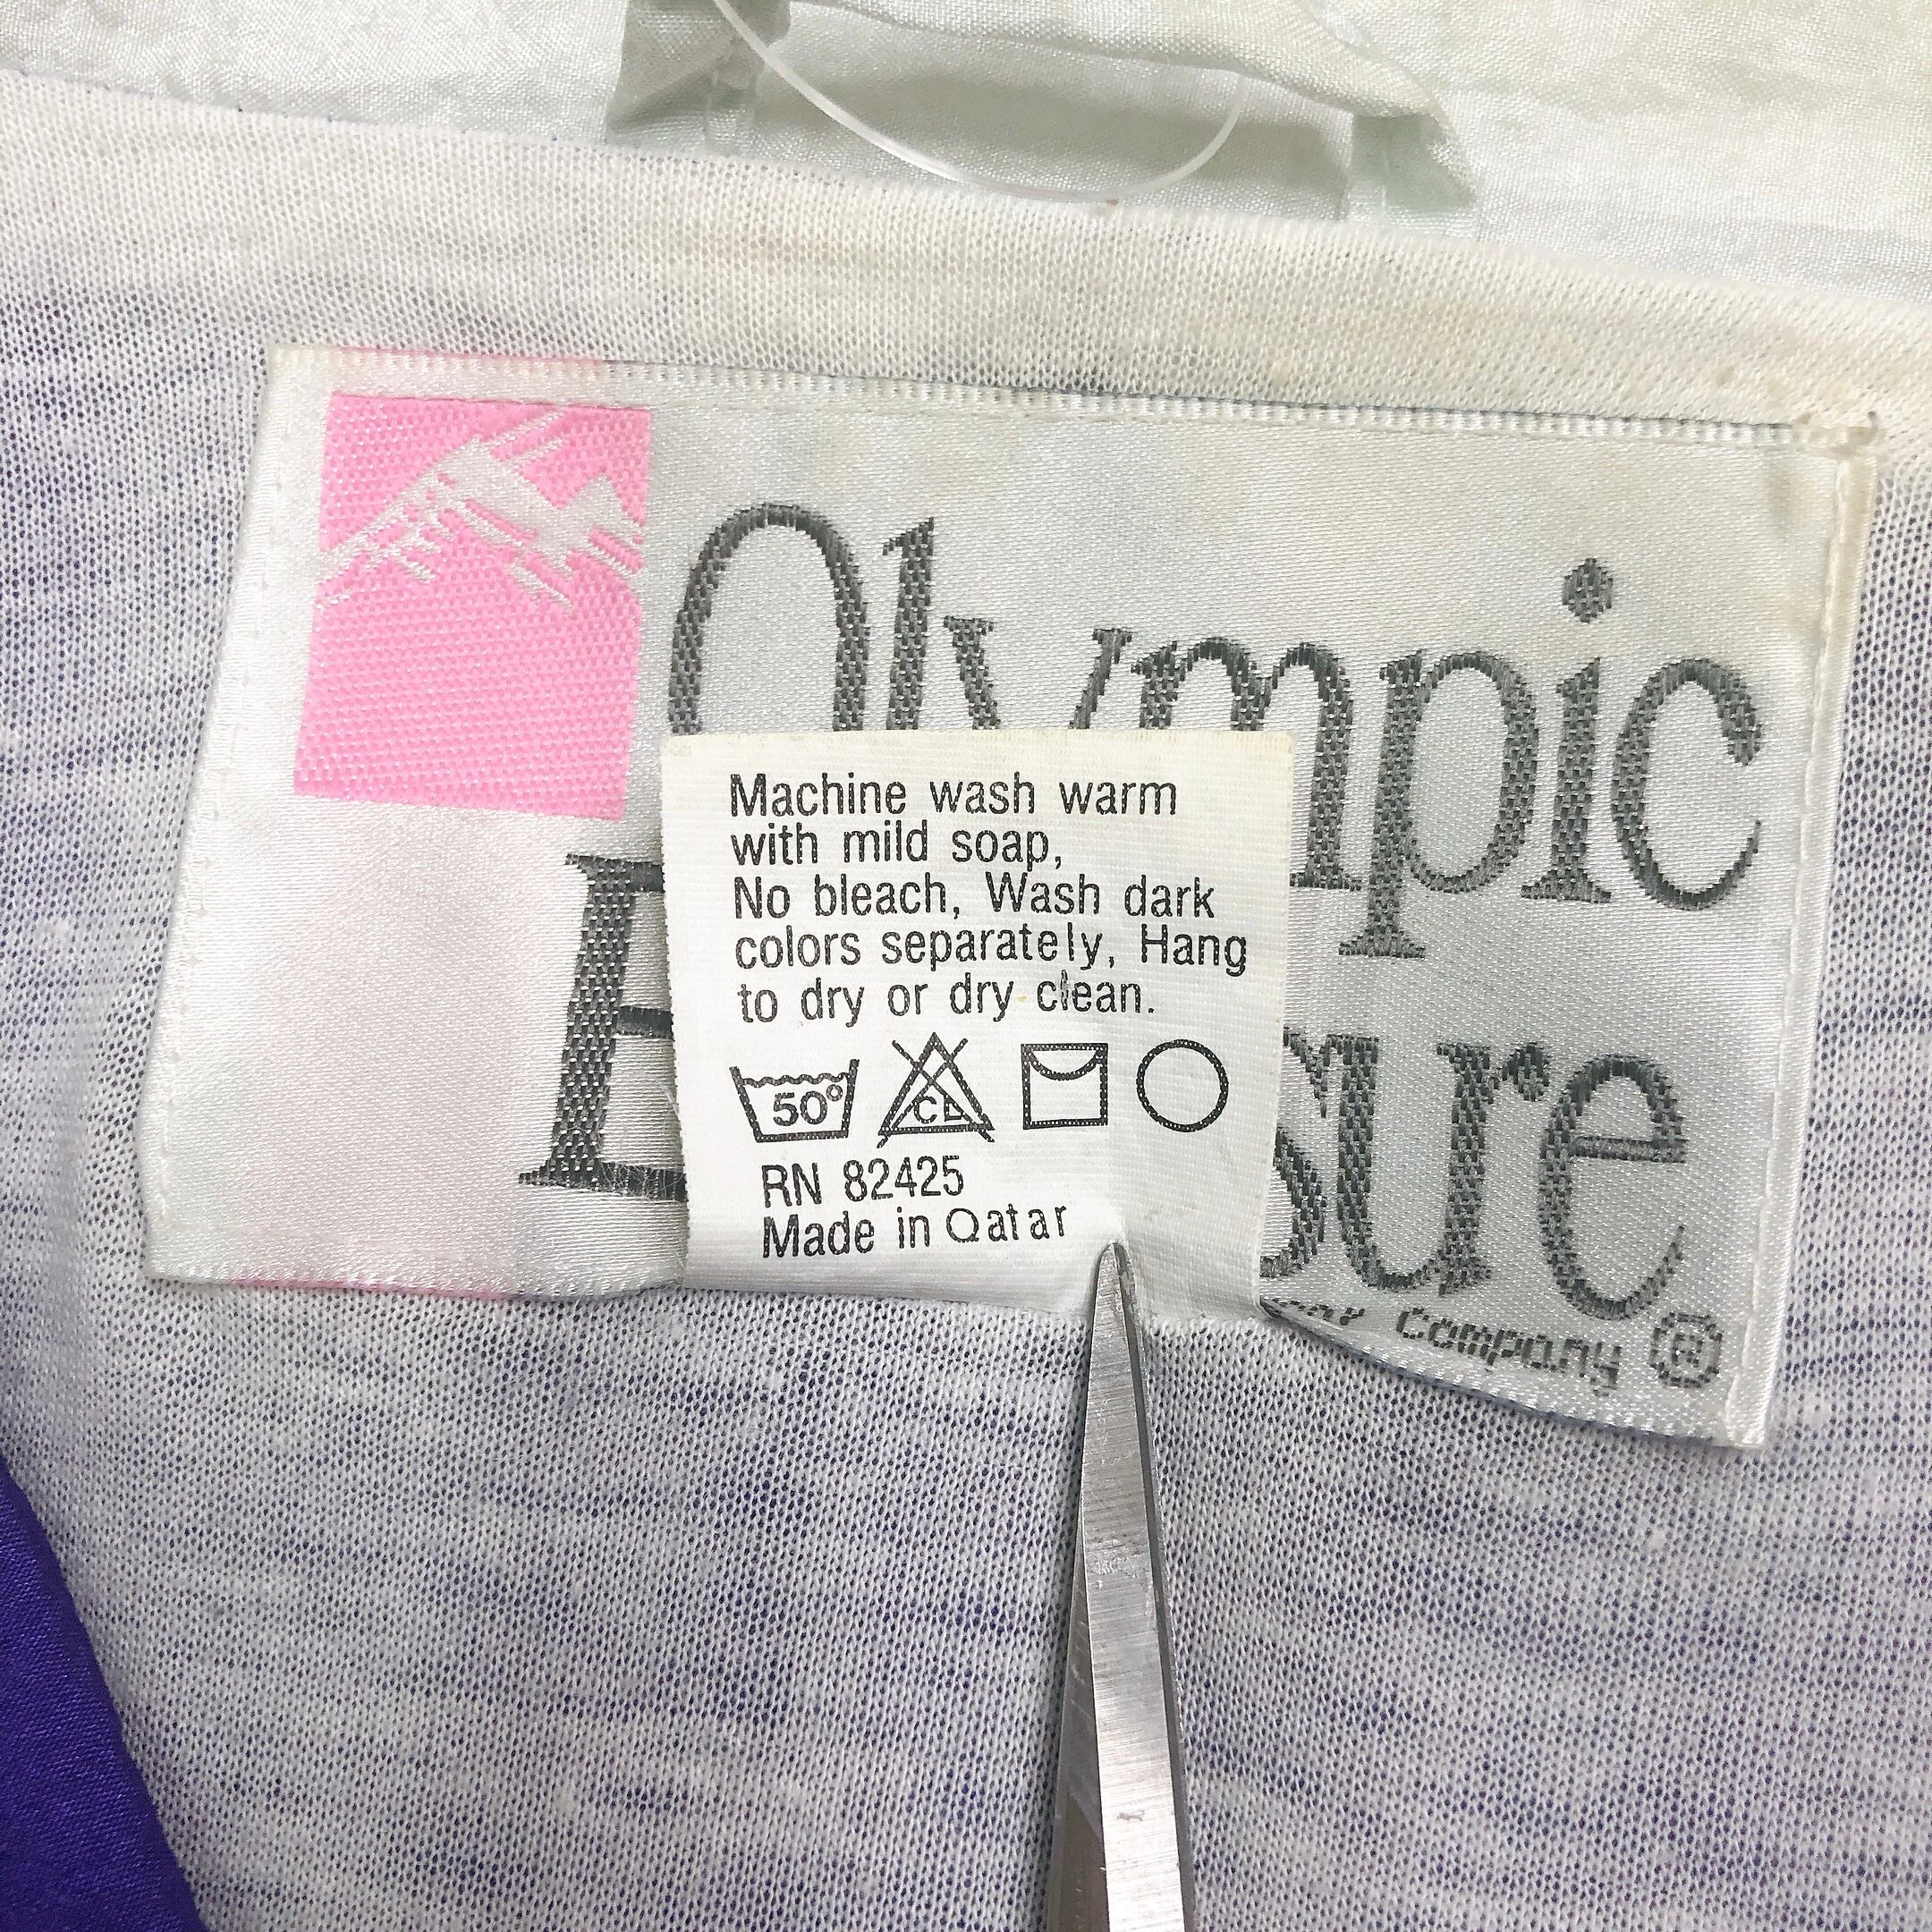 Olympic
sure
Company ®
Machine wash warm
with mild soap,
No bleach, Wash dark
colors separately, Hang
to dry or dry clean.
50° CL
RN 82425
Made in Qatar